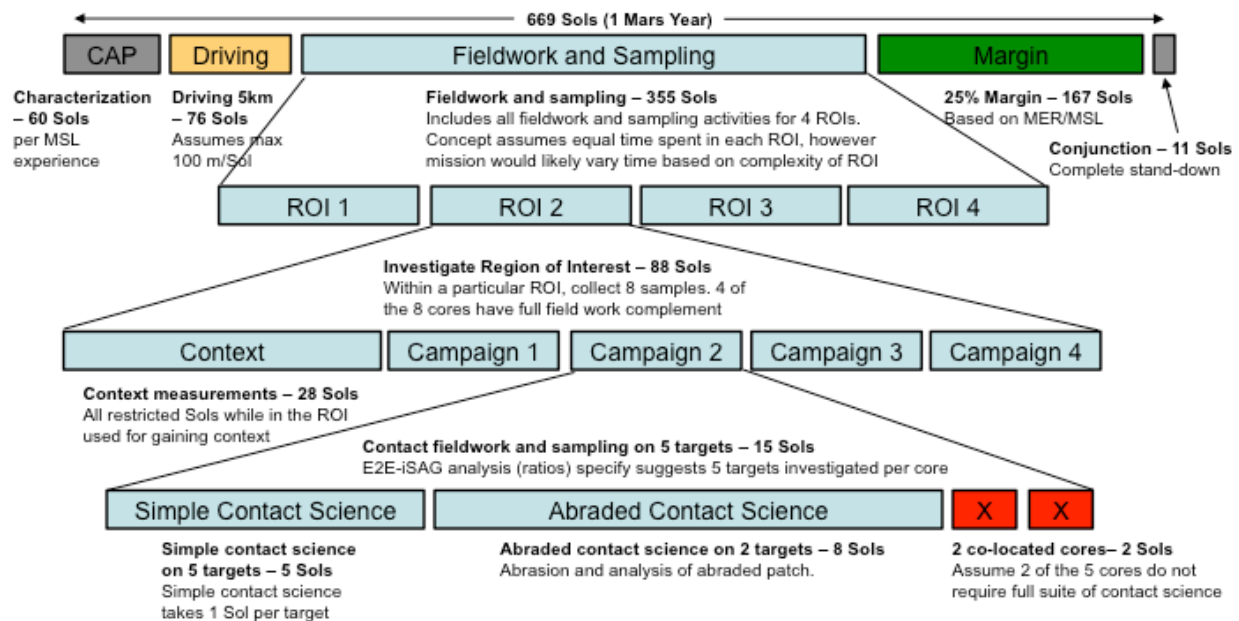 669 Sols (1 Mars Year)
CAP
Driving
Fieldwork and Sampling
Margin
Characterization
– 60 Sols
per MSL
experience
Driving 5km
– 76 Sols
Assumes max
100 m/Sol
Fieldwork and sampling – 355 Sols
Includes all fieldwork and sampling activities for 4 ROIs.
Concept assumes equal time spent in each ROI, however
mission would likely vary time based on complexity of ROI
25% Margin – 167 Sols
Based on MER/MSL
Conjunction – 11 Sols
Complete stand-down
ROI 1
ROI 2
ROI 3
ROI 4
Investigate Region of Interest – 88 Sols
Within a particular ROI, collect 8 samples. 4 of
the 8 cores have full field work complement
Context
Campaign 1
Campaign 2
Campaign 3
Campaign 4
Context measurements – 28 Sols
All restricted Sols while in the ROI
used for gaining context
Contact fieldwork and sampling on 5 targets – 15 Sols
E2E-iSAG analysis (ratios) specify suggests 5 targets investigated per core
Simple Contact Science
Abraded Contact Science
X
X
Simple contact science
on 5 targets – 5 Sols
Simple contact science
takes 1 Sol per target
Abraded contact science on 2 targets – 8 Sols
Abrasion and analysis of abraded patch.
2 co-located cores– 2 Sols
Assume 2 of the 5 cores do not
require full suite of contact science